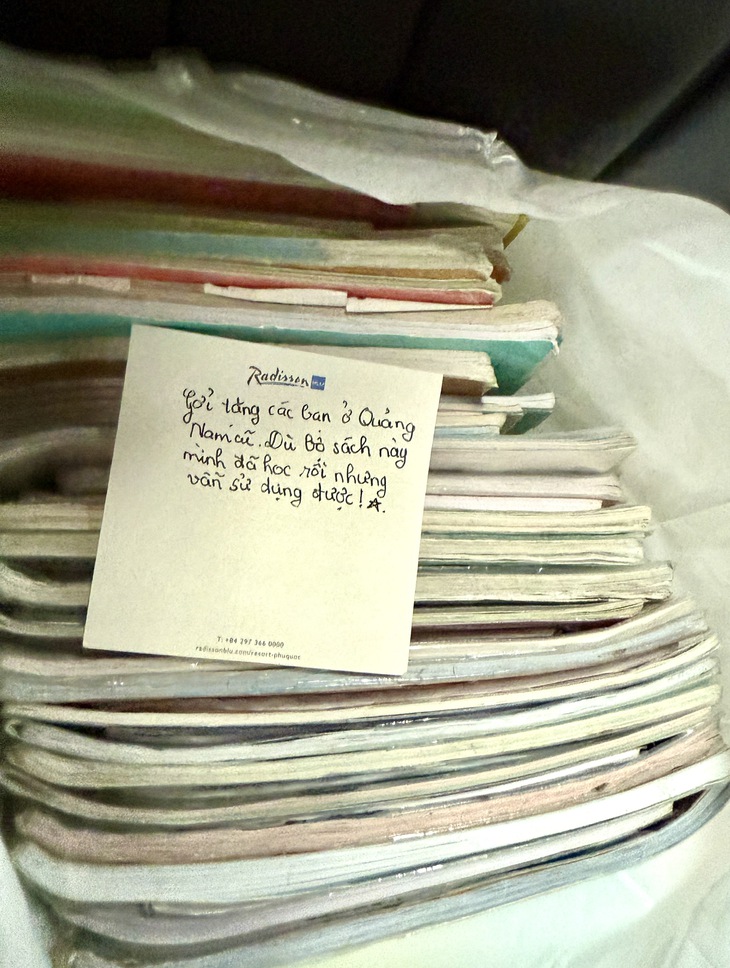 Radisson BLU
Gởi tặng các bạn ở Quảng
Nam cũ. Dù bộ sách này
mình đã học rồi nhưng
vẫn sử dụng được! ☆.
T: +84 297 366 0000
radissonblu.com/resort-phuquoc